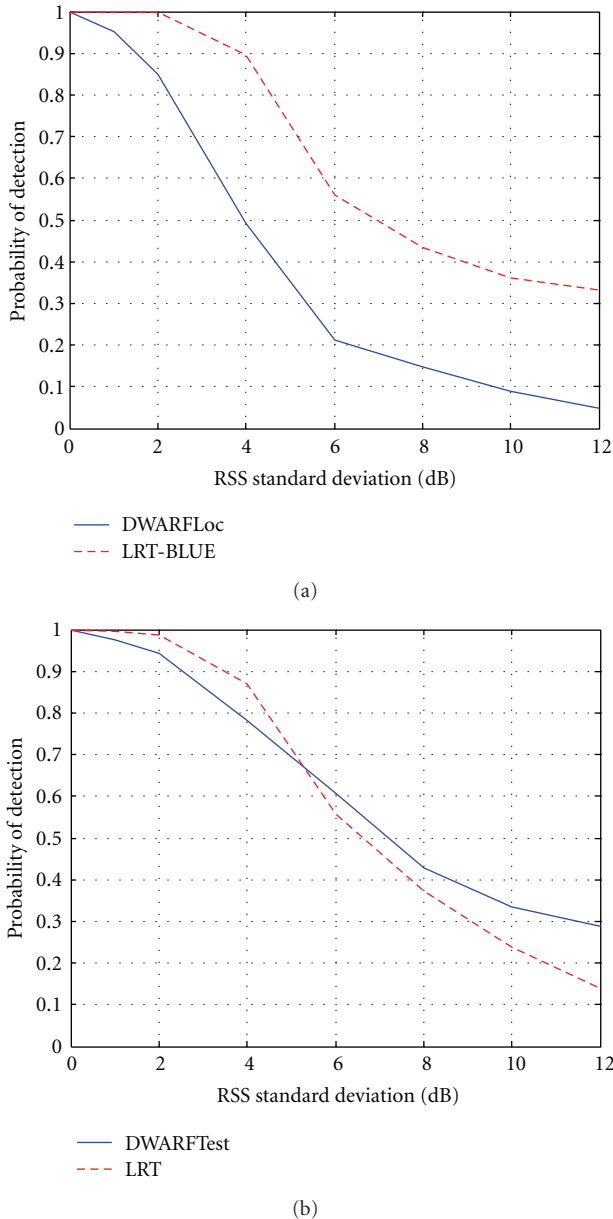 1
0.9
0.8
0.7
0.6
0.5
0.4
0.3
0.2
0.1
0
Probability of detection
0 2 4 6 8 10 12
RSS standard deviation (dB)
DWARFLoc
LRT-BLUE
(a)
1
0.9
0.8
0.7
0.6
0.5
0.4
0.3
0.2
0.1
0
Probability of detection
0 2 4 6 8 10 12
RSS standard deviation (dB)
DWARFTest
LRT
(b)